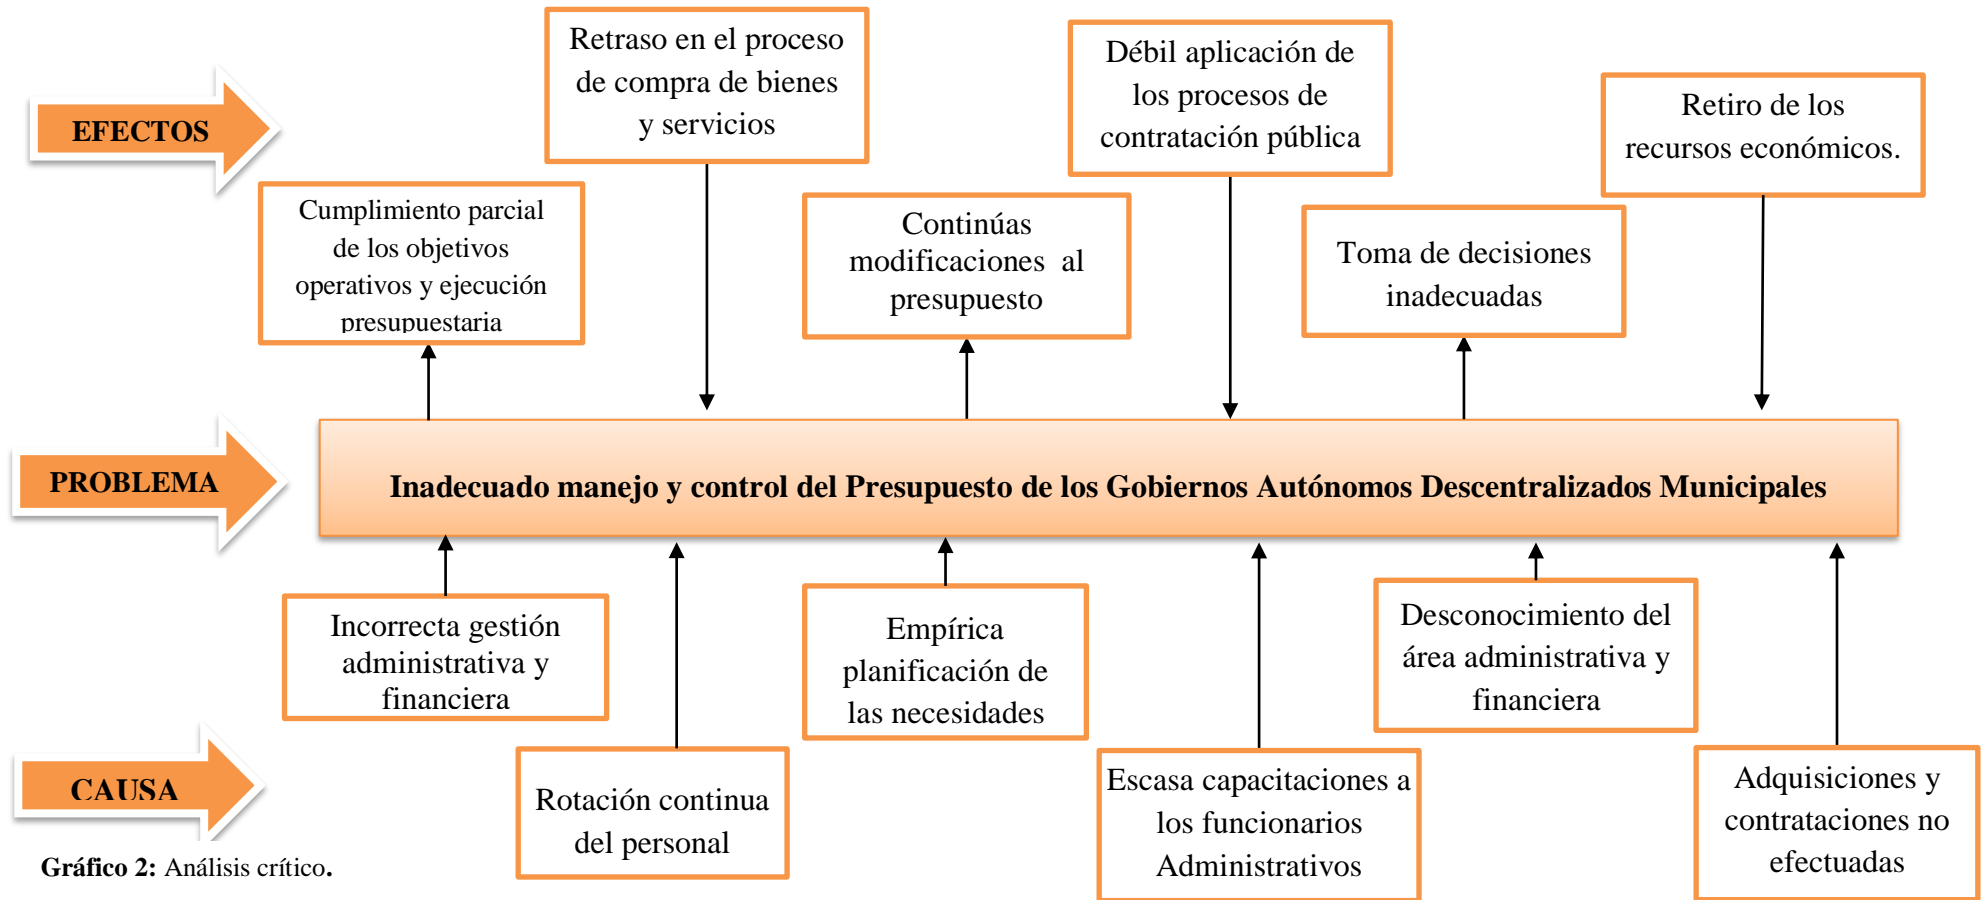 Retraso en el proceso
de compra de bienes
y servicios
Débil aplicación de
los procesos de
contratación pública
Retiro de los
recursos económicos.
EFECTOS
Cumplimiento parcial
de los objetivos
operativos y ejecución
presupuestaria
Continúas
modificaciones al
presupuesto
Toma de decisiones
inadecuadas
PROBLEMA
Inadecuado manejo y control del Presupuesto de los Gobiernos Autónomos Descentralizados Municipales
Incorrecta gestión
administrativa y
financiera
Empírica
planificación de
las necesidades
Desconocimiento del
área administrativa y
financiera
CAUSA
Rotación continua
del personal
Escasa capacitaciones a
los funcionarios
Administrativos
Adquisiciones y
contrataciones no
efectuadas
Gráfico 2: Análisis crítico.